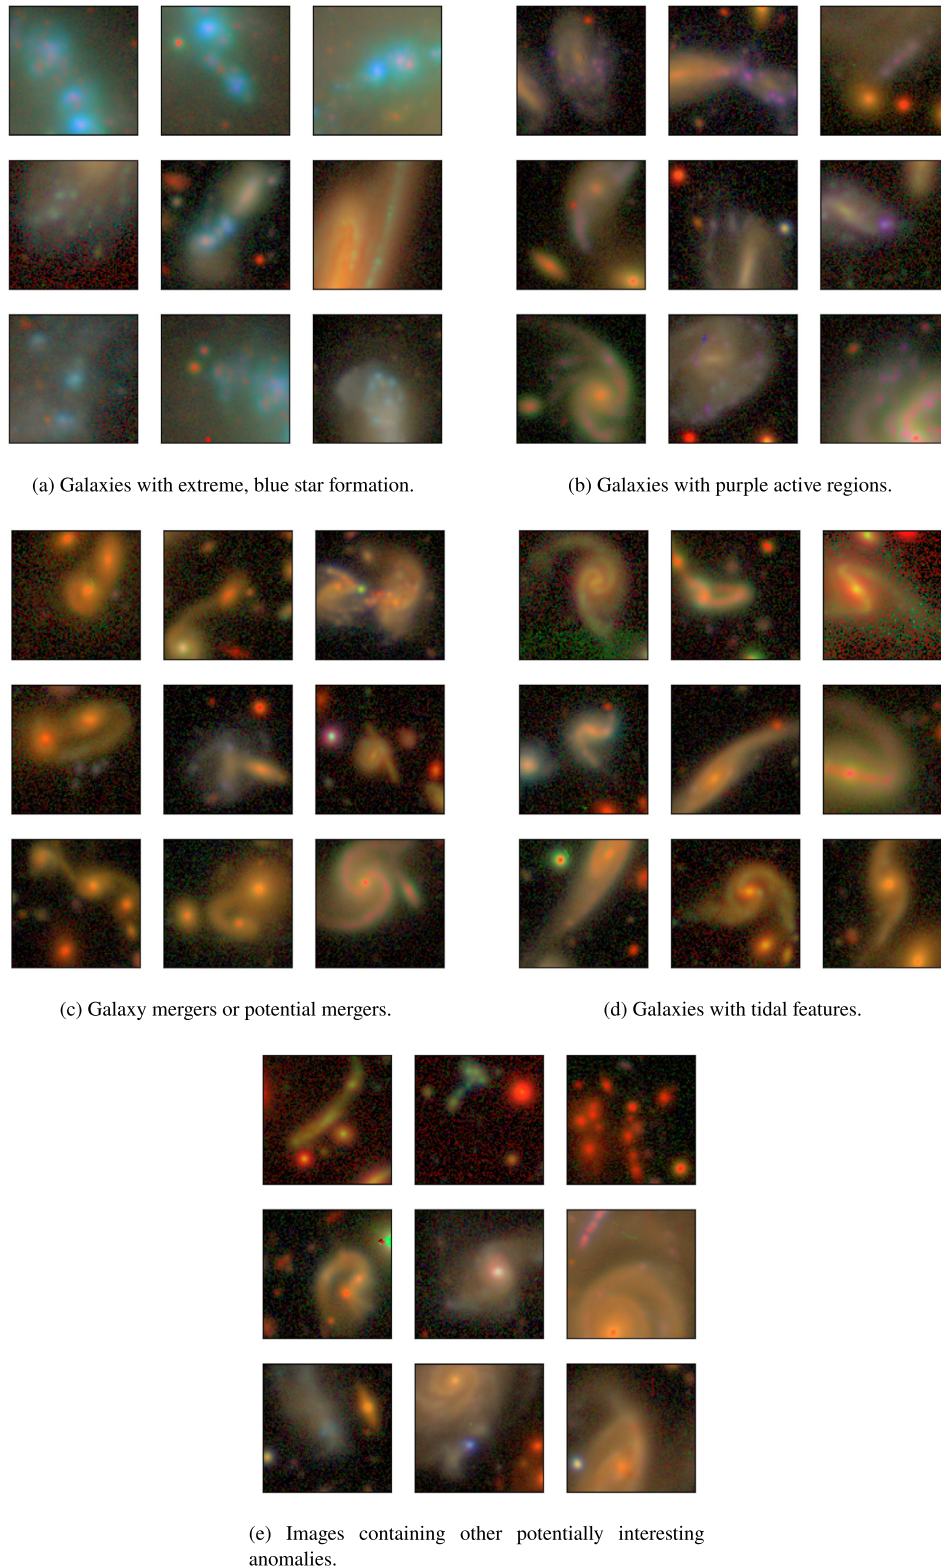 (a) Galaxies with extreme, blue star formation.
(b) Galaxies with purple active regions.
(c) Galaxy mergers or potential mergers.
(d) Galaxies with tidal features.
(e) Images containing other potentially interesting
anomalies.